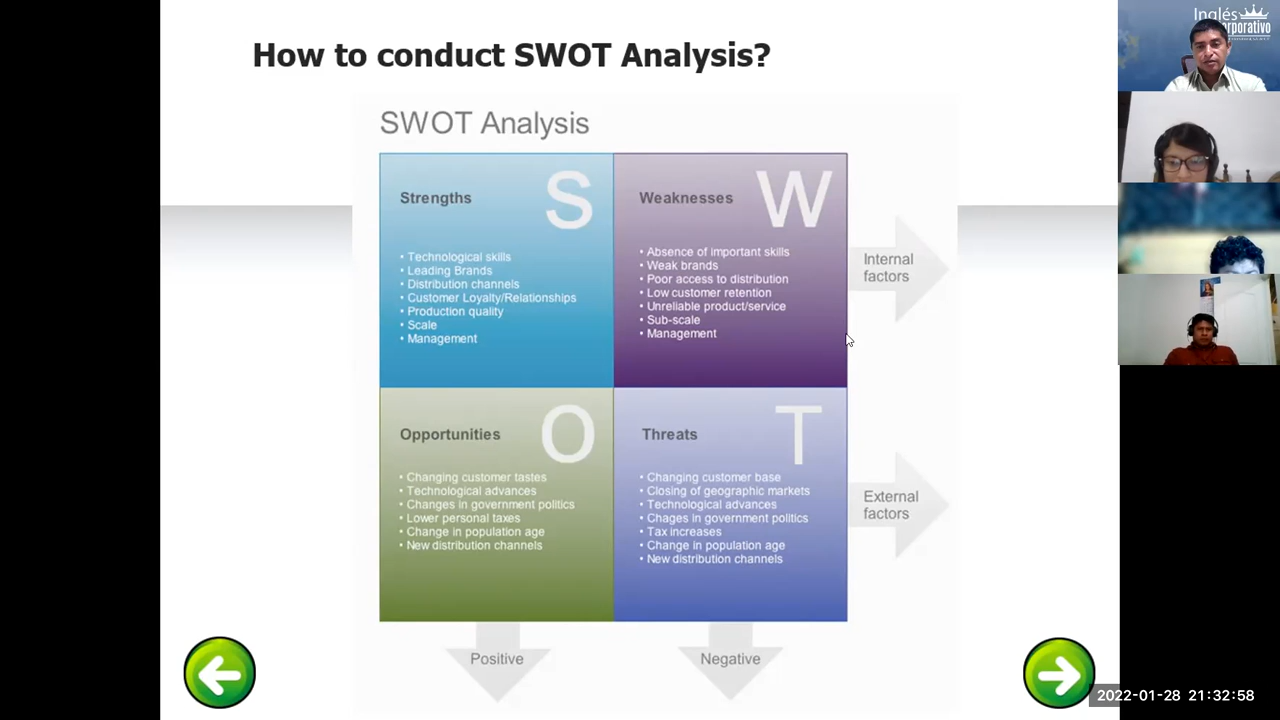 How to conduct SWOT Analysis?
SWOT Analysis
Strengths
S
• Technological skills
• Leading Brands
• Distribution channels
• Customer Loyalty/Relationships
• Production quality
• Scale
• Management
Weaknesses
W
• Absence of important skills
• Weak brands
• Poor access to distribution
• Low customer retention
• Unreliable product/service
• Sub-scale
• Management
Internal
factors
Opportunities
O
• Changing customer tastes
• Technological advances
• Changes in government politics
• Lower personal taxes
• Change in population age
• New distribution channels
Threats
T
• Changing customer base
• Closing of geographic markets
• Technological advances
• Chages in government politics
• Tax increases
• Change in population age
• New distribution channels
External
factors
Positive
Negative
Inglés
2022-01-28 21:32:58